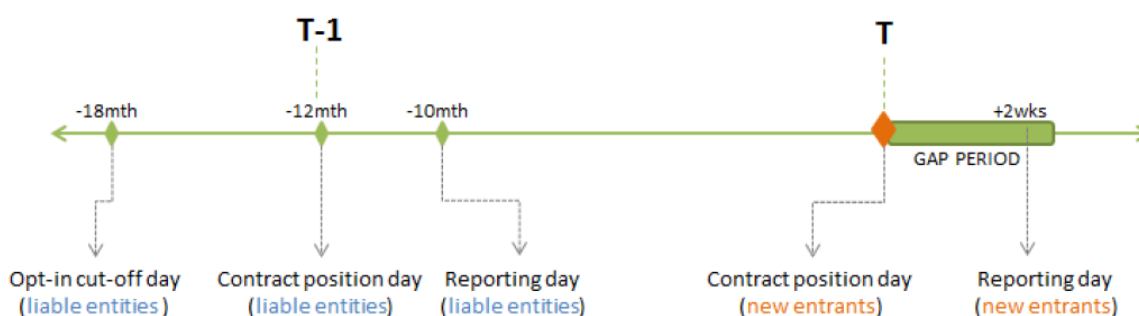 T-1
T
-18mth
-12mth
-10mth
+2wks
GAP PERIOD
Opt-in cut-off day
(liable entities)
Contract position day
(liable entities)
Reporting day
(liable entities)
Contract position day
(new entrants)
Reporting day
(new entrants)